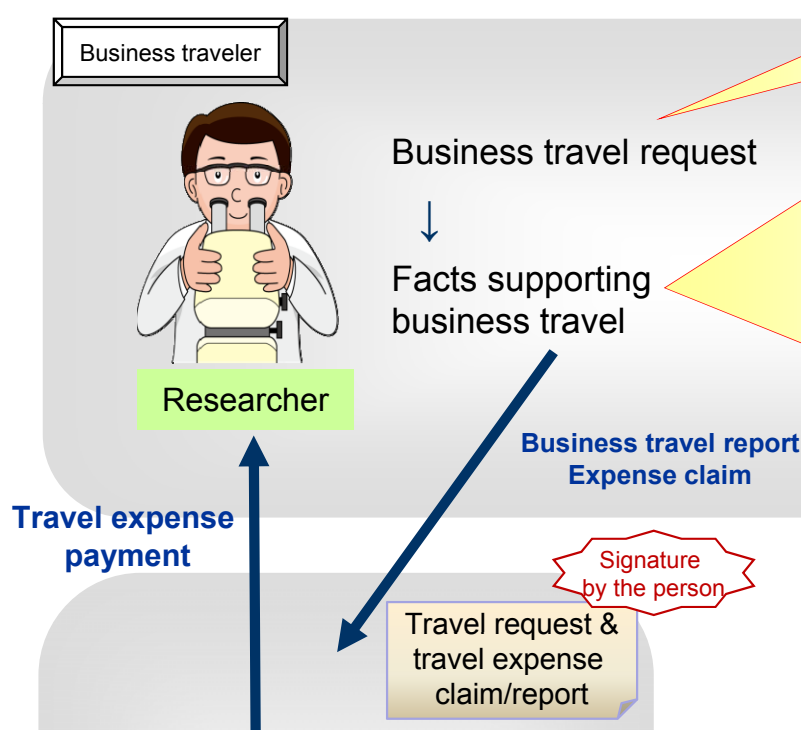 Business traveler
Business travel request
↓
Facts supporting
business travel
Researcher
Business travel report
Expense claim
Travel expense
payment
Signature
by the person
Travel request &
travel expense
claim/report